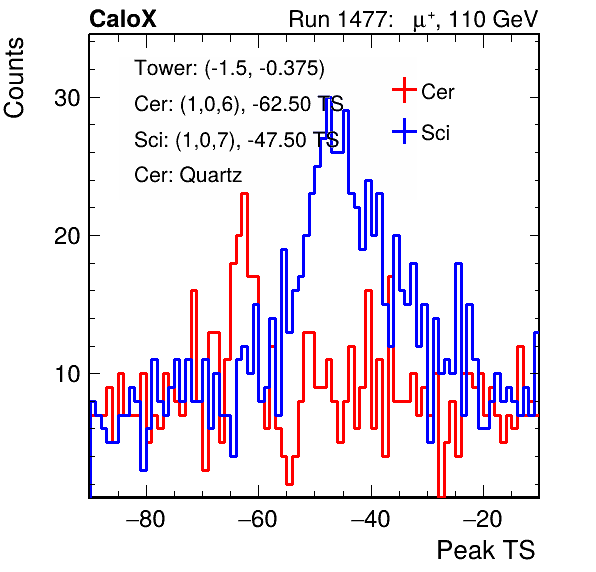 CaloX Run 1477: μ⁺, 110 GeV
Counts
Tower: (-1.5, -0.375)
Cer: (1,0,6), -62.50 TS
Sci: (1,0,7), -47.50 TS
Cer: Quartz
Cer
Sci
30
20
10
−80 −60 −40 −20
Peak TS